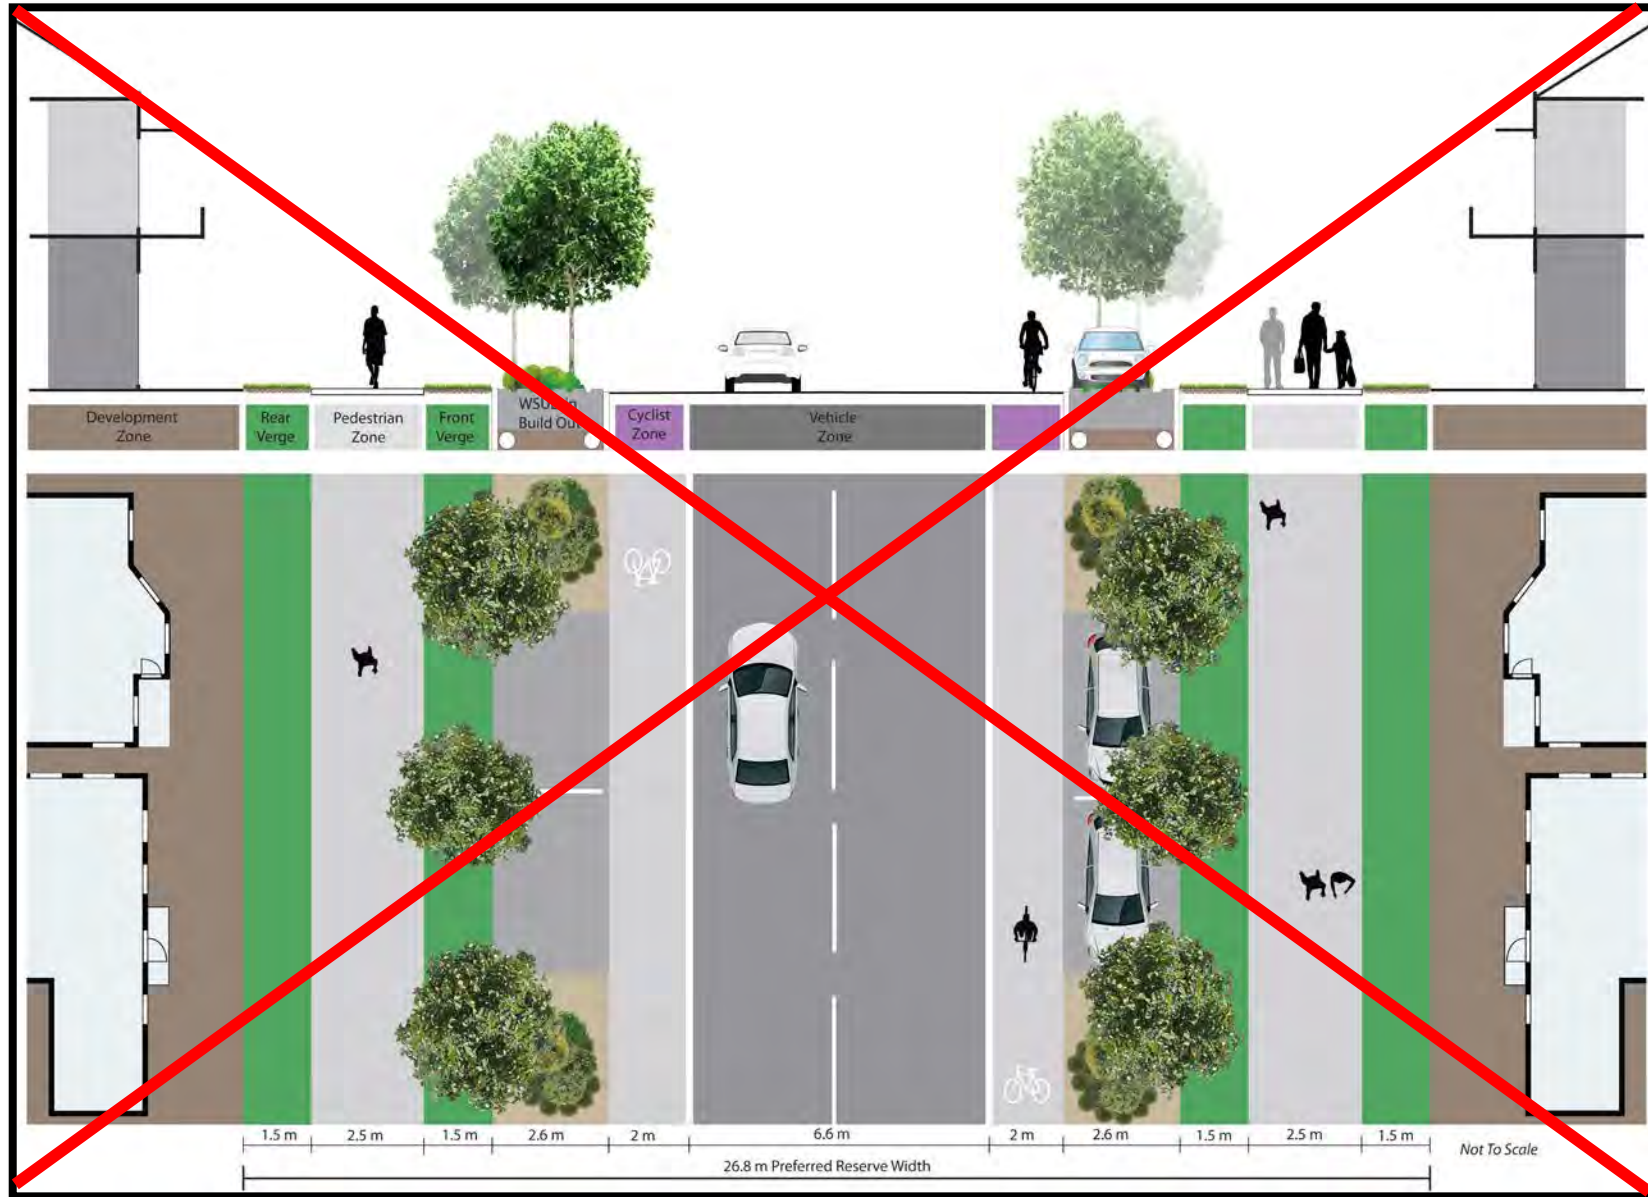 Development
Zone
Rear
Verge
Pedestrian
Zone
Front
Verge
WSUD in
Build Out
Cyclist
Zone
Vehicle
Zone
1.5 m
2.5 m
1.5 m
2.6 m
2 m
6.6 m
2 m
2.6 m
1.5 m
2.5 m
1.5 m
Not To Scale
26.8 m Preferred Reserve Width